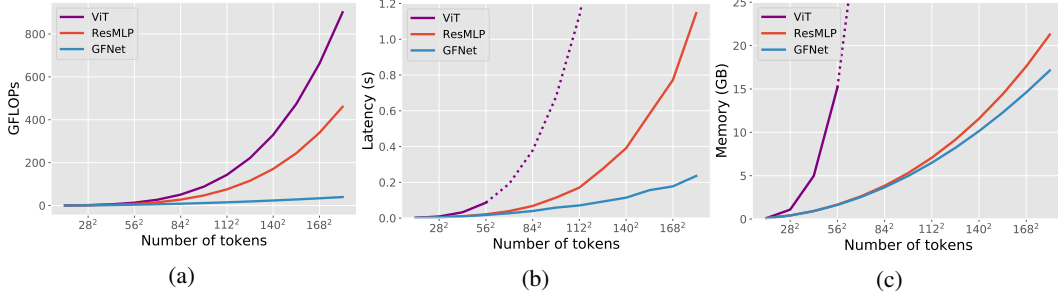 ViT
ResMLP
GFNet
GFLOPs
800
600
400
200
0
28² 56² 84² 112² 140² 168²
Number of tokens
(a)
ViT
ResMLP
GFNet
Latency (s)
1.2
1.0
0.8
0.6
0.4
0.2
0.0
28² 56² 84² 112² 140² 168²
Number of tokens
(b)
ViT
ResMLP
GFNet
Memory (GB)
25
20
15
10
5
0
28² 56² 84² 112² 140² 168²
Number of tokens
(c)